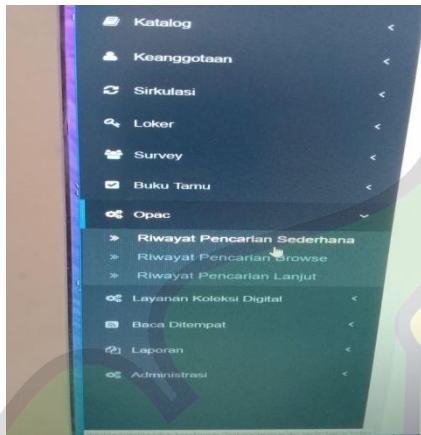 Katalog
Keanggotaan
Sirkulasi
Loker
Survey
Buku Tamu
Opac
Riwayat Pencarian Sederhana
Riwayat Pencarian Browse
Riwayat Pencarian Lanjut
Layanan Koleksi Digital
Baca Ditempat
Laporan
Administrasi